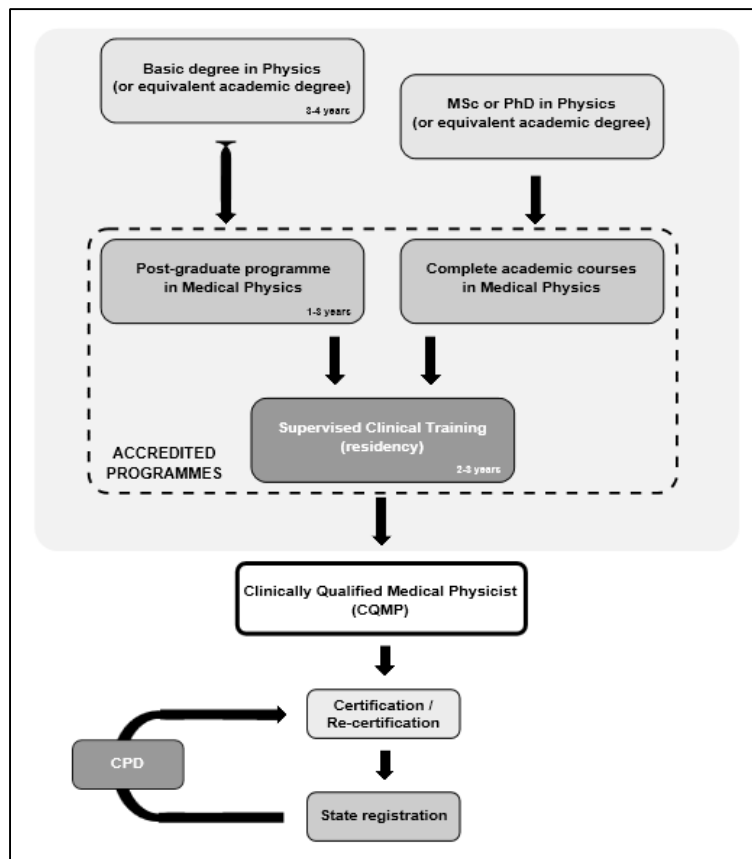 Basic degree in Physics
(or equivalent academic degree)
3-4 years
MSc or PhD in Physics
(or equivalent academic degree)
Post-graduate programme
in Medical Physics
1-3 years
Complete academic courses
in Medical Physics
Supervised Clinical Training
(residency)
2-3 years
ACCREDITED
PROGRAMMES
Clinically Qualified Medical Physicist
(CQMP)
Certification /
Re-certification
CPD
State registration